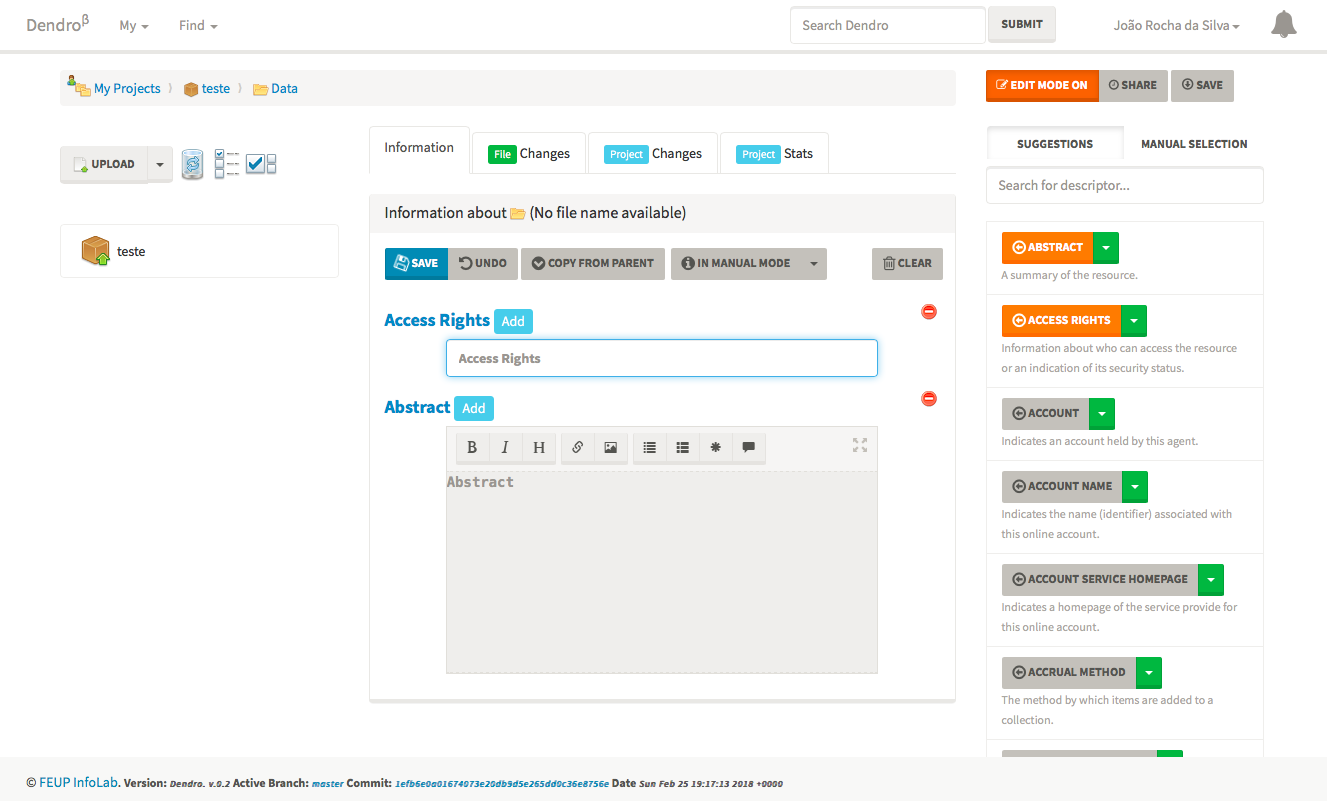 Dendroβ My Find Search Dendro SUBMIT João Rocha da Silva
My Projects teste Data
EDIT MODE ON SHARE SAVE
UPLOAD
teste
Information File Changes Project Changes Project Stats
Information about (No file name available)
SAVE UNDO COPY FROM PARENT IN MANUAL MODE CLEAR
Access Rights Add
Access Rights
Abstract Add
B I H
Abstract
SUGGESTIONS MANUAL SELECTION
Search for descriptor...
ABSTRACT
A summary of the resource.
ACCESS RIGHTS
Information about who can access the resource
or an indication of its security status.
ACCOUNT
Indicates an account held by this agent.
ACCOUNT NAME
Indicates the name (identifier) associated with
this online account.
ACCOUNT SERVICE HOMEPAGE
Indicates a homepage of the service provide for
this online account.
ACCRUAL METHOD
The method by which items are added to a
collection.
© FEUP InfoLab. Version: Dendro. v.0.2 Active Branch: master Commit: 1efb6e0a01674073e20db9d5e265dd0c36e8756e Date Sun Feb 25 19:17:13 2018 +0000